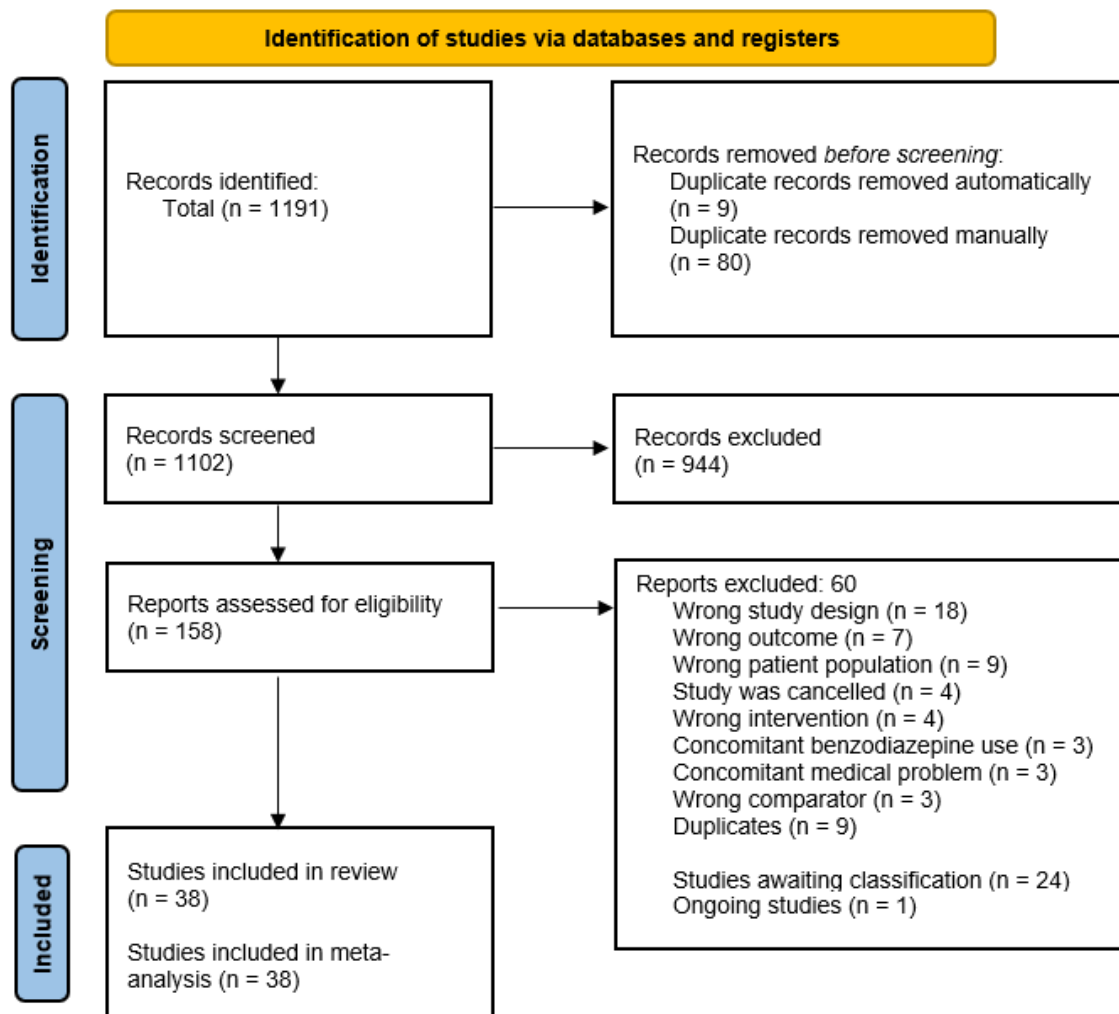 Identification of studies via databases and registers
Identification
Records identified:
Total (n = 1191)
Records removed before screening:
Duplicate records removed automatically
(n = 9)
Duplicate records removed manually
(n = 80)
Screening
Records screened
(n = 1102)
Records excluded
(n = 944)
Reports assessed for eligibility
(n = 158)
Reports excluded: 60
Wrong study design (n = 18)
Wrong outcome (n = 7)
Wrong patient population (n = 9)
Study was cancelled (n = 4)
Wrong intervention (n = 4)
Concomitant benzodiazepine use (n = 3)
Concomitant medical problem (n = 3)
Wrong comparator (n = 3)
Duplicates (n = 9)
Studies awaiting classification (n = 24)
Ongoing studies (n = 1)
Included
Studies included in review
(n = 38)
Studies included in meta-
analysis (n = 38)